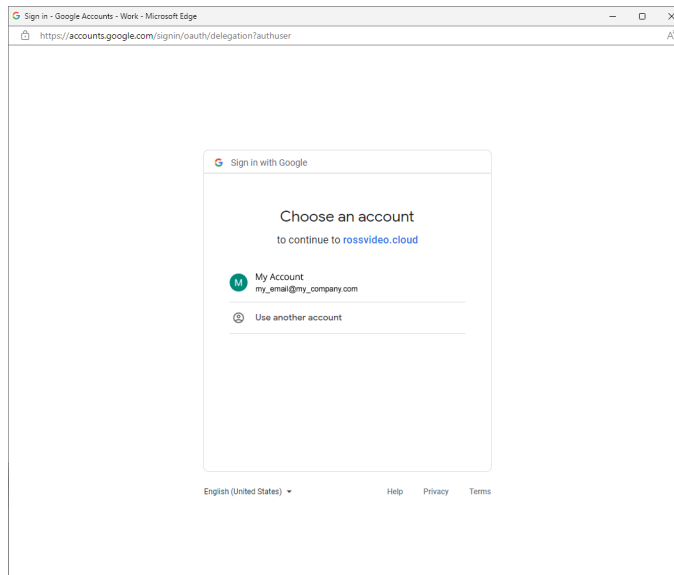 Sign in - Google Accounts - Work - Microsoft Edge
https://accounts.google.com/signin/oauth/delegation?authuser
A
Sign in with Google
Choose an account
to continue to rossvideo.cloud
M
My Account
my_email@my_company.com
Use another account
English (United States)
Help Privacy Terms